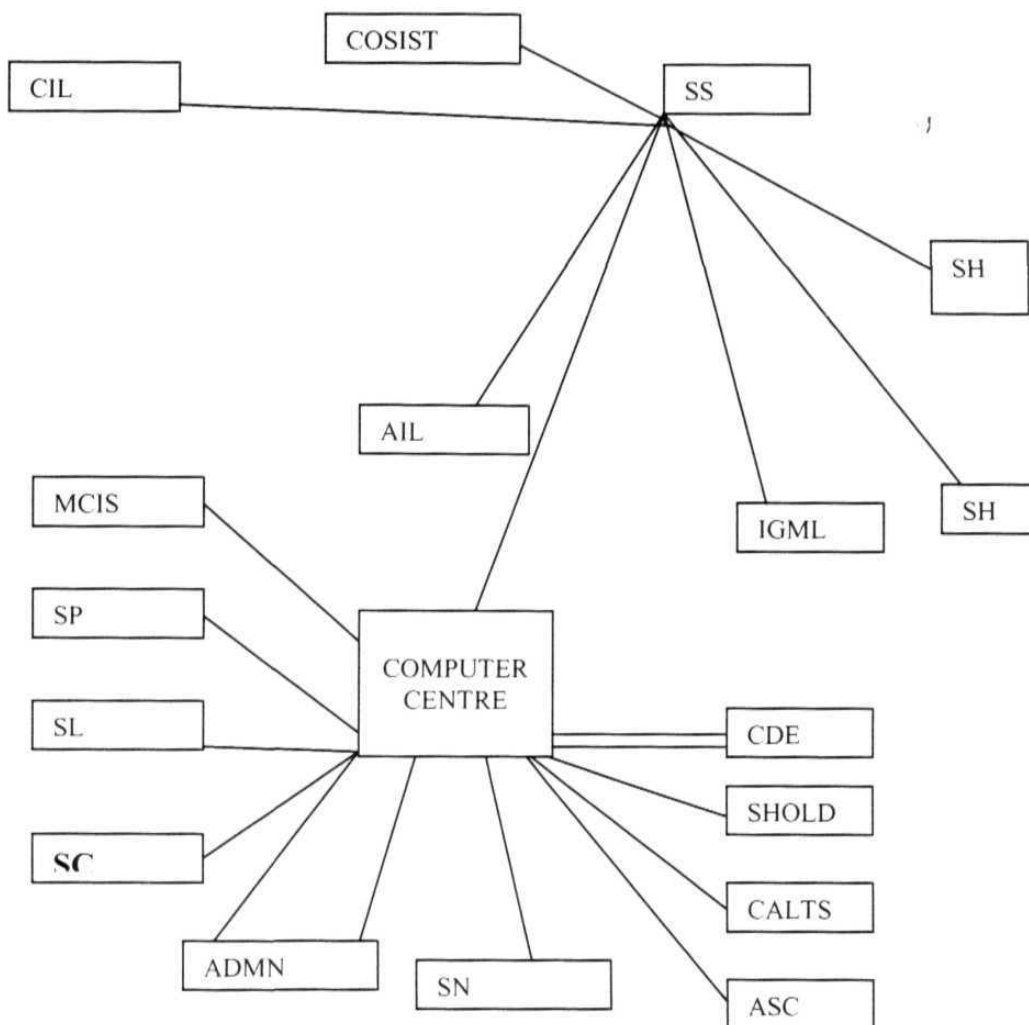 COSIST
CIL
SS
SH
AIL
MCIS
IGML
SH
SP
COMPUTER
CENTRE
SL
CDE
SHOLD
SC
CALTS
ADMN
SN
ASC